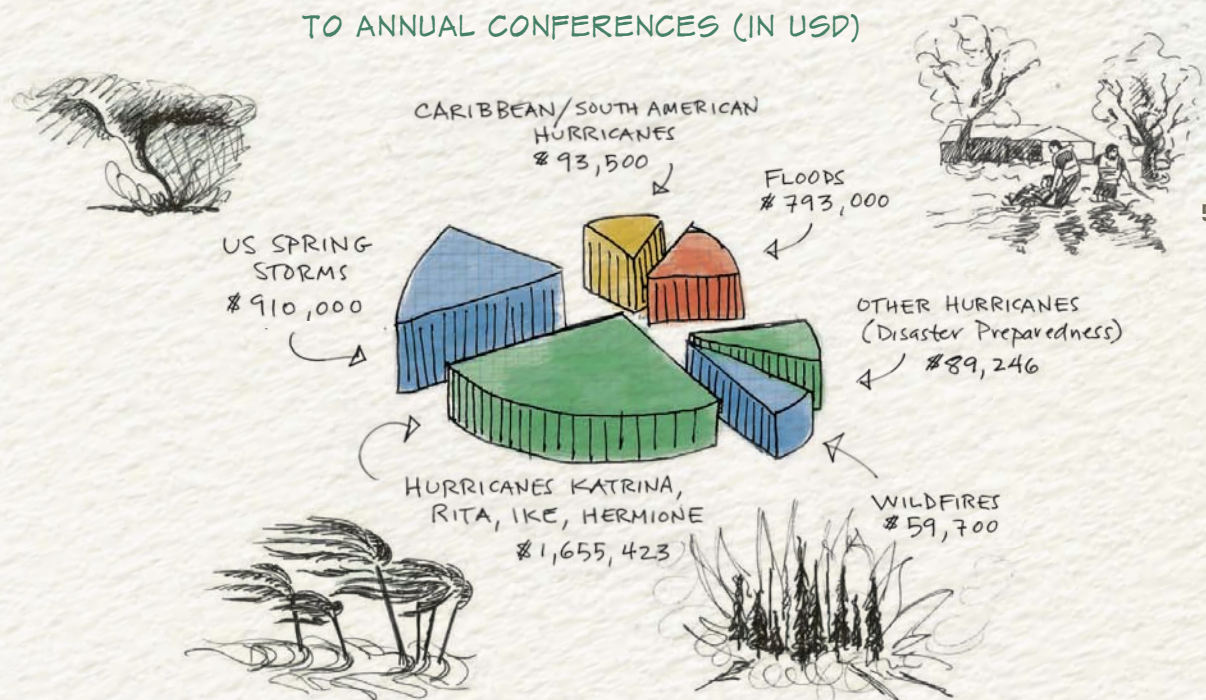 TO ANNUAL CONFERENCES (IN USD)
CARIBBEAN/SOUTH AMERICAN
HURRICANES
$93,500
FLOODS
$793,000
US SPRING
STORMS
$910,000
OTHER HURRICANES
(Disaster Preparedness)
$89,246
HURRICANES KATRINA,
RITA, IKE, HERMIONE
$1,655,423
WILDFIRES
$59,700